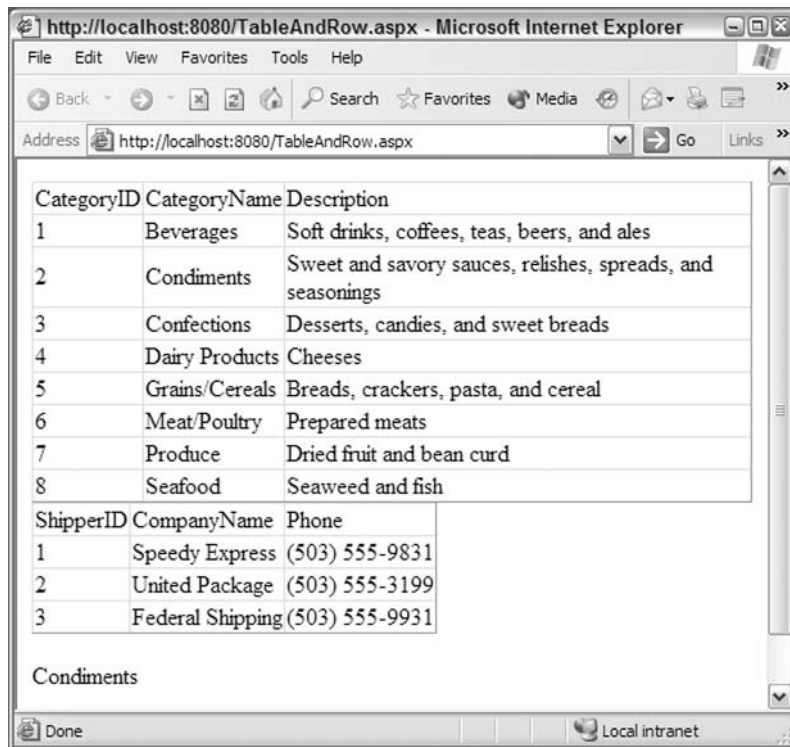 http://localhost:8080/TableAndRow.aspx - Microsoft Internet Explorer
File Edit View Favorites Tools Help
Back Search Favorites Media »
Address http://localhost:8080/TableAndRow.aspx Go Links »
CategoryID CategoryName Description
1 Beverages Soft drinks, coffees, teas, beers, and ales
2 Condiments Sweet and savory sauces, relishes, spreads, and
seasonings
3 Confections Desserts, candies, and sweet breads
4 Dairy Products Cheeses
5 Grains/Cereals Breads, crackers, pasta, and cereal
6 Meat/Poultry Prepared meats
7 Produce Dried fruit and bean curd
8 Seafood Seaweed and fish
ShipperID CompanyName Phone
1 Speedy Express (503) 555-9831
2 United Package (503) 555-3199
3 Federal Shipping (503) 555-9931
Condiments
Done Local intranet